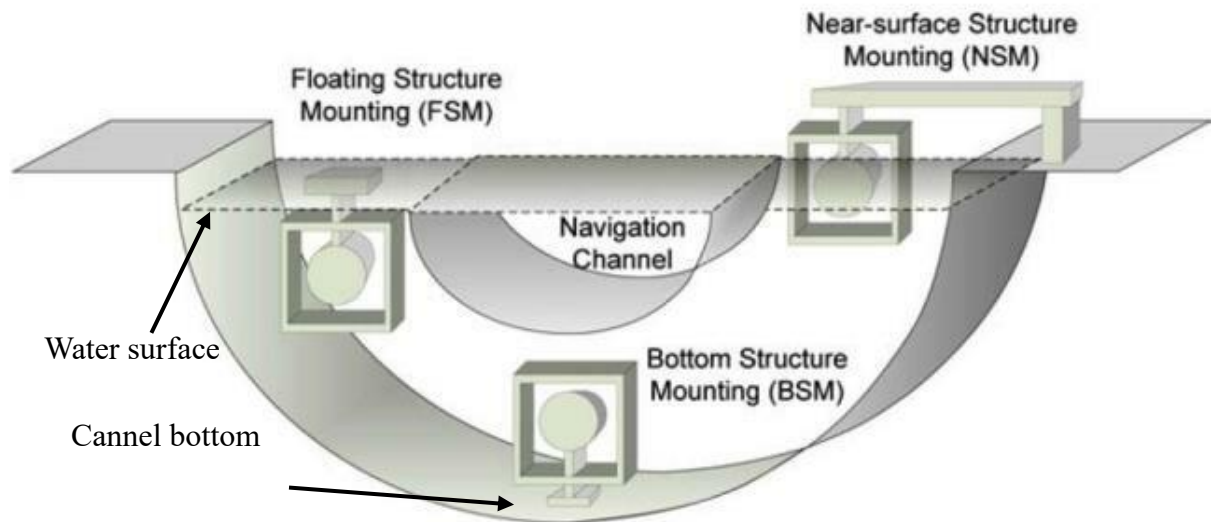 Near-surface Structure
Mounting (NSM)
Floating Structure
Mounting (FSM)
Navigation
Channel
Water surface
Bottom Structure
Mounting (BSM)
Cannel bottom